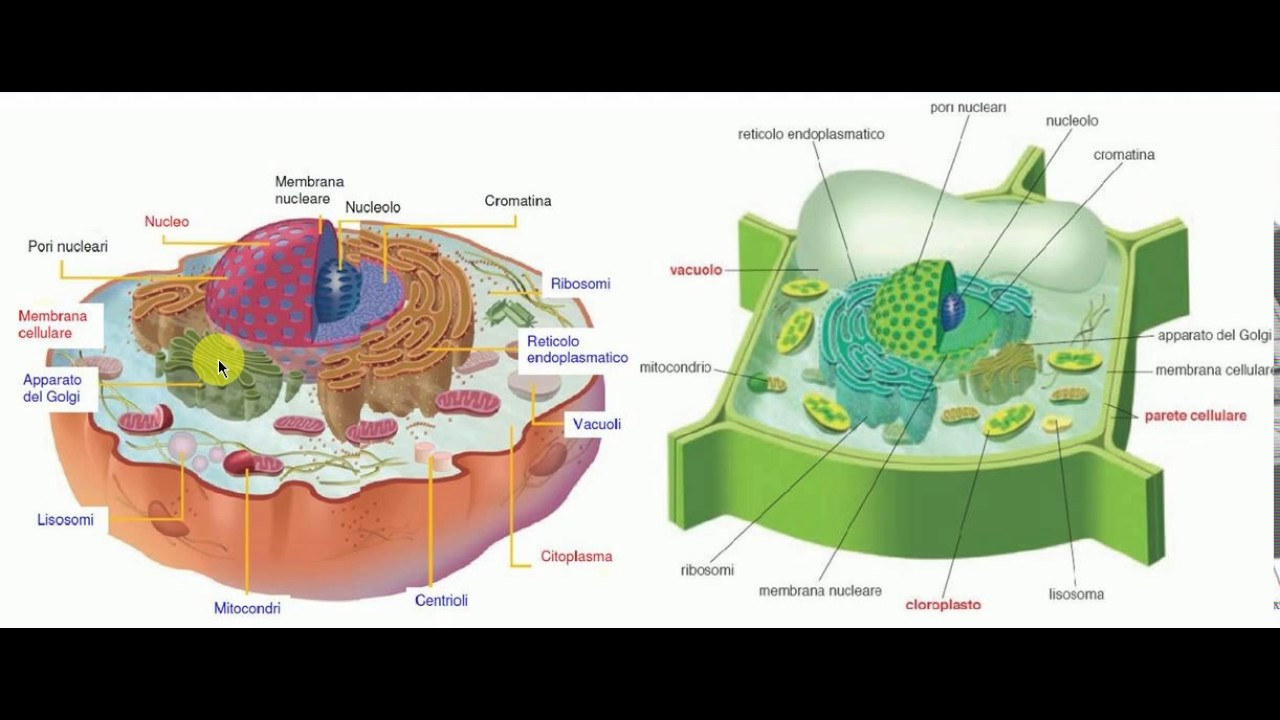 Membrana
nucleare
Nucleolo
Cromatina
Nucleo
Pori nucleari
Ribosomi
Membrana
cellulare
Reticolo
endoplasmatico
Apparato
del Golgi
Vacuoli
Lisosomi
Citoplasma
Mitocondri
Centrioli
pori nucleari
nucleolo
reticolo endoplasmatico
cromatina
vacuolo
apparato del Golgi
mitocondrio
membrana cellulare
parete cellulare
ribosomi
membrana nucleare
cloroplasto
lisosoma